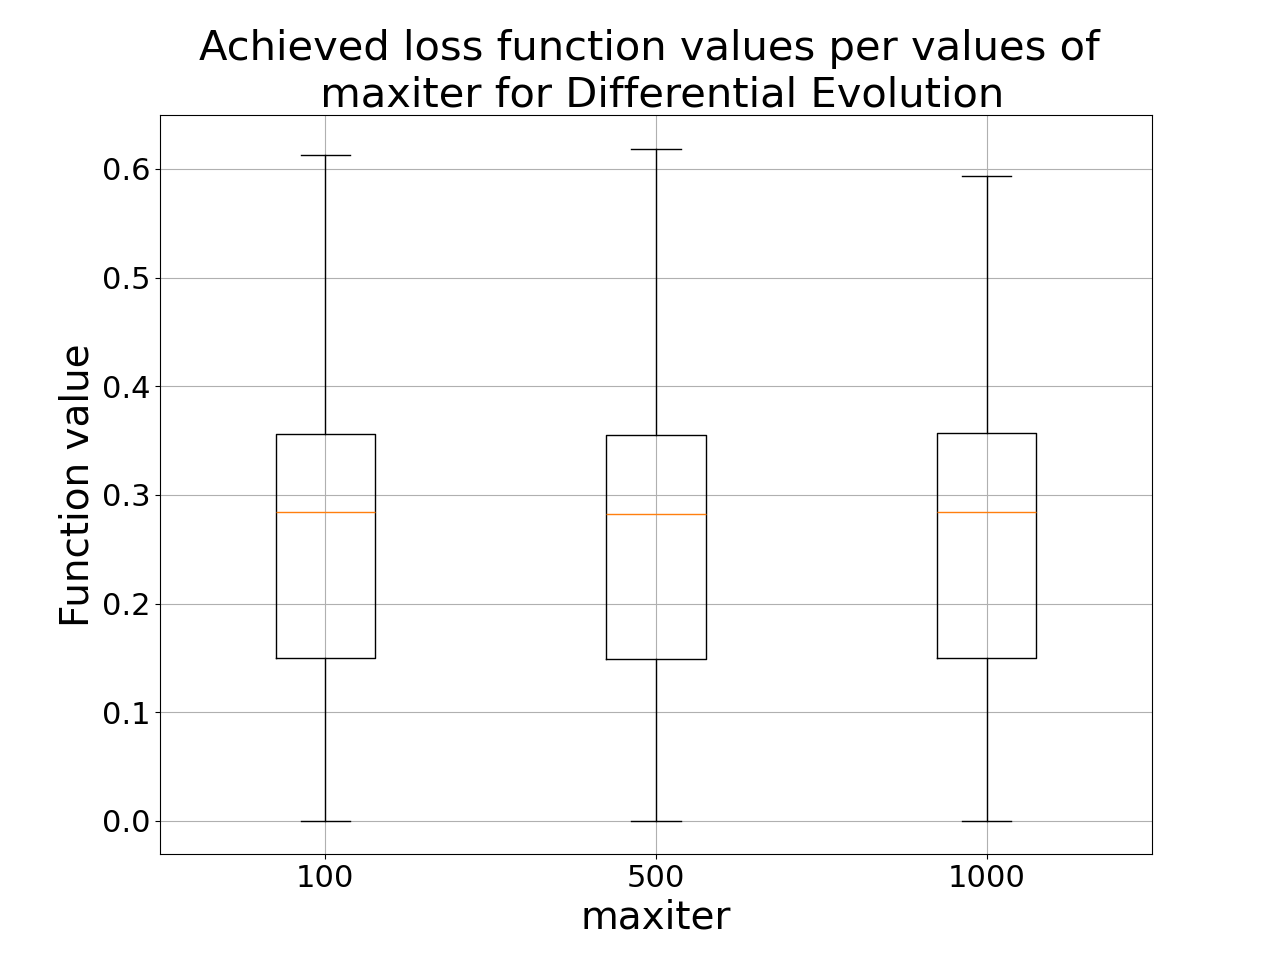 Achieved loss function values per values of
maxiter for Differential Evolution
Function value
0.6
0.5
0.4
0.3
0.2
0.1
0.0
100 500 1000
maxiter